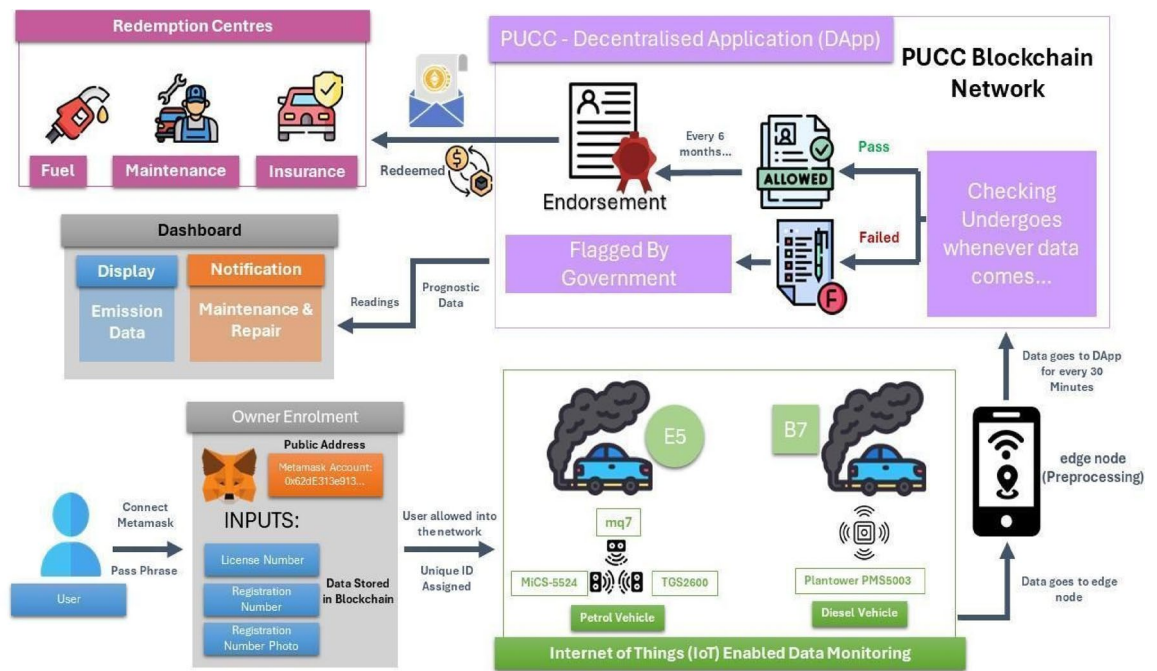 Redemption Centres
Fuel
Maintenance
Insurance
Redeemed
PUCC - Decentralised Application (DApp)
PUCC Blockchain
Network
Every 6
months...
Endorsement
ALLOWED
Pass
Failed
F
Checking
Undergoes
whenever data
comes...
Flagged By
Government
Dashboard
Display
Notification
Emission
Data
Maintenance &
Repair
Readings
Prognostic
Data
Data goes to DApp
for every 30
Minutes
edge node
(Preprocessing)
Data goes to edge
node
Owner Enrolment
Public Address
Metamask Account:
0x62dE313e913...
INPUTS:
License Number
Registration
Number
Registration
Number Photo
Data Stored
in Blockchain
Connect
Metamask
Pass Phrase
User
User allowed into
the network
Unique ID
Assigned
E5
B7
mq7
MiCS-5524
TGS2600
Petrol Vehicle
Plantower PMS5003
Diesel Vehicle
Internet of Things (IoT) Enabled Data Monitoring